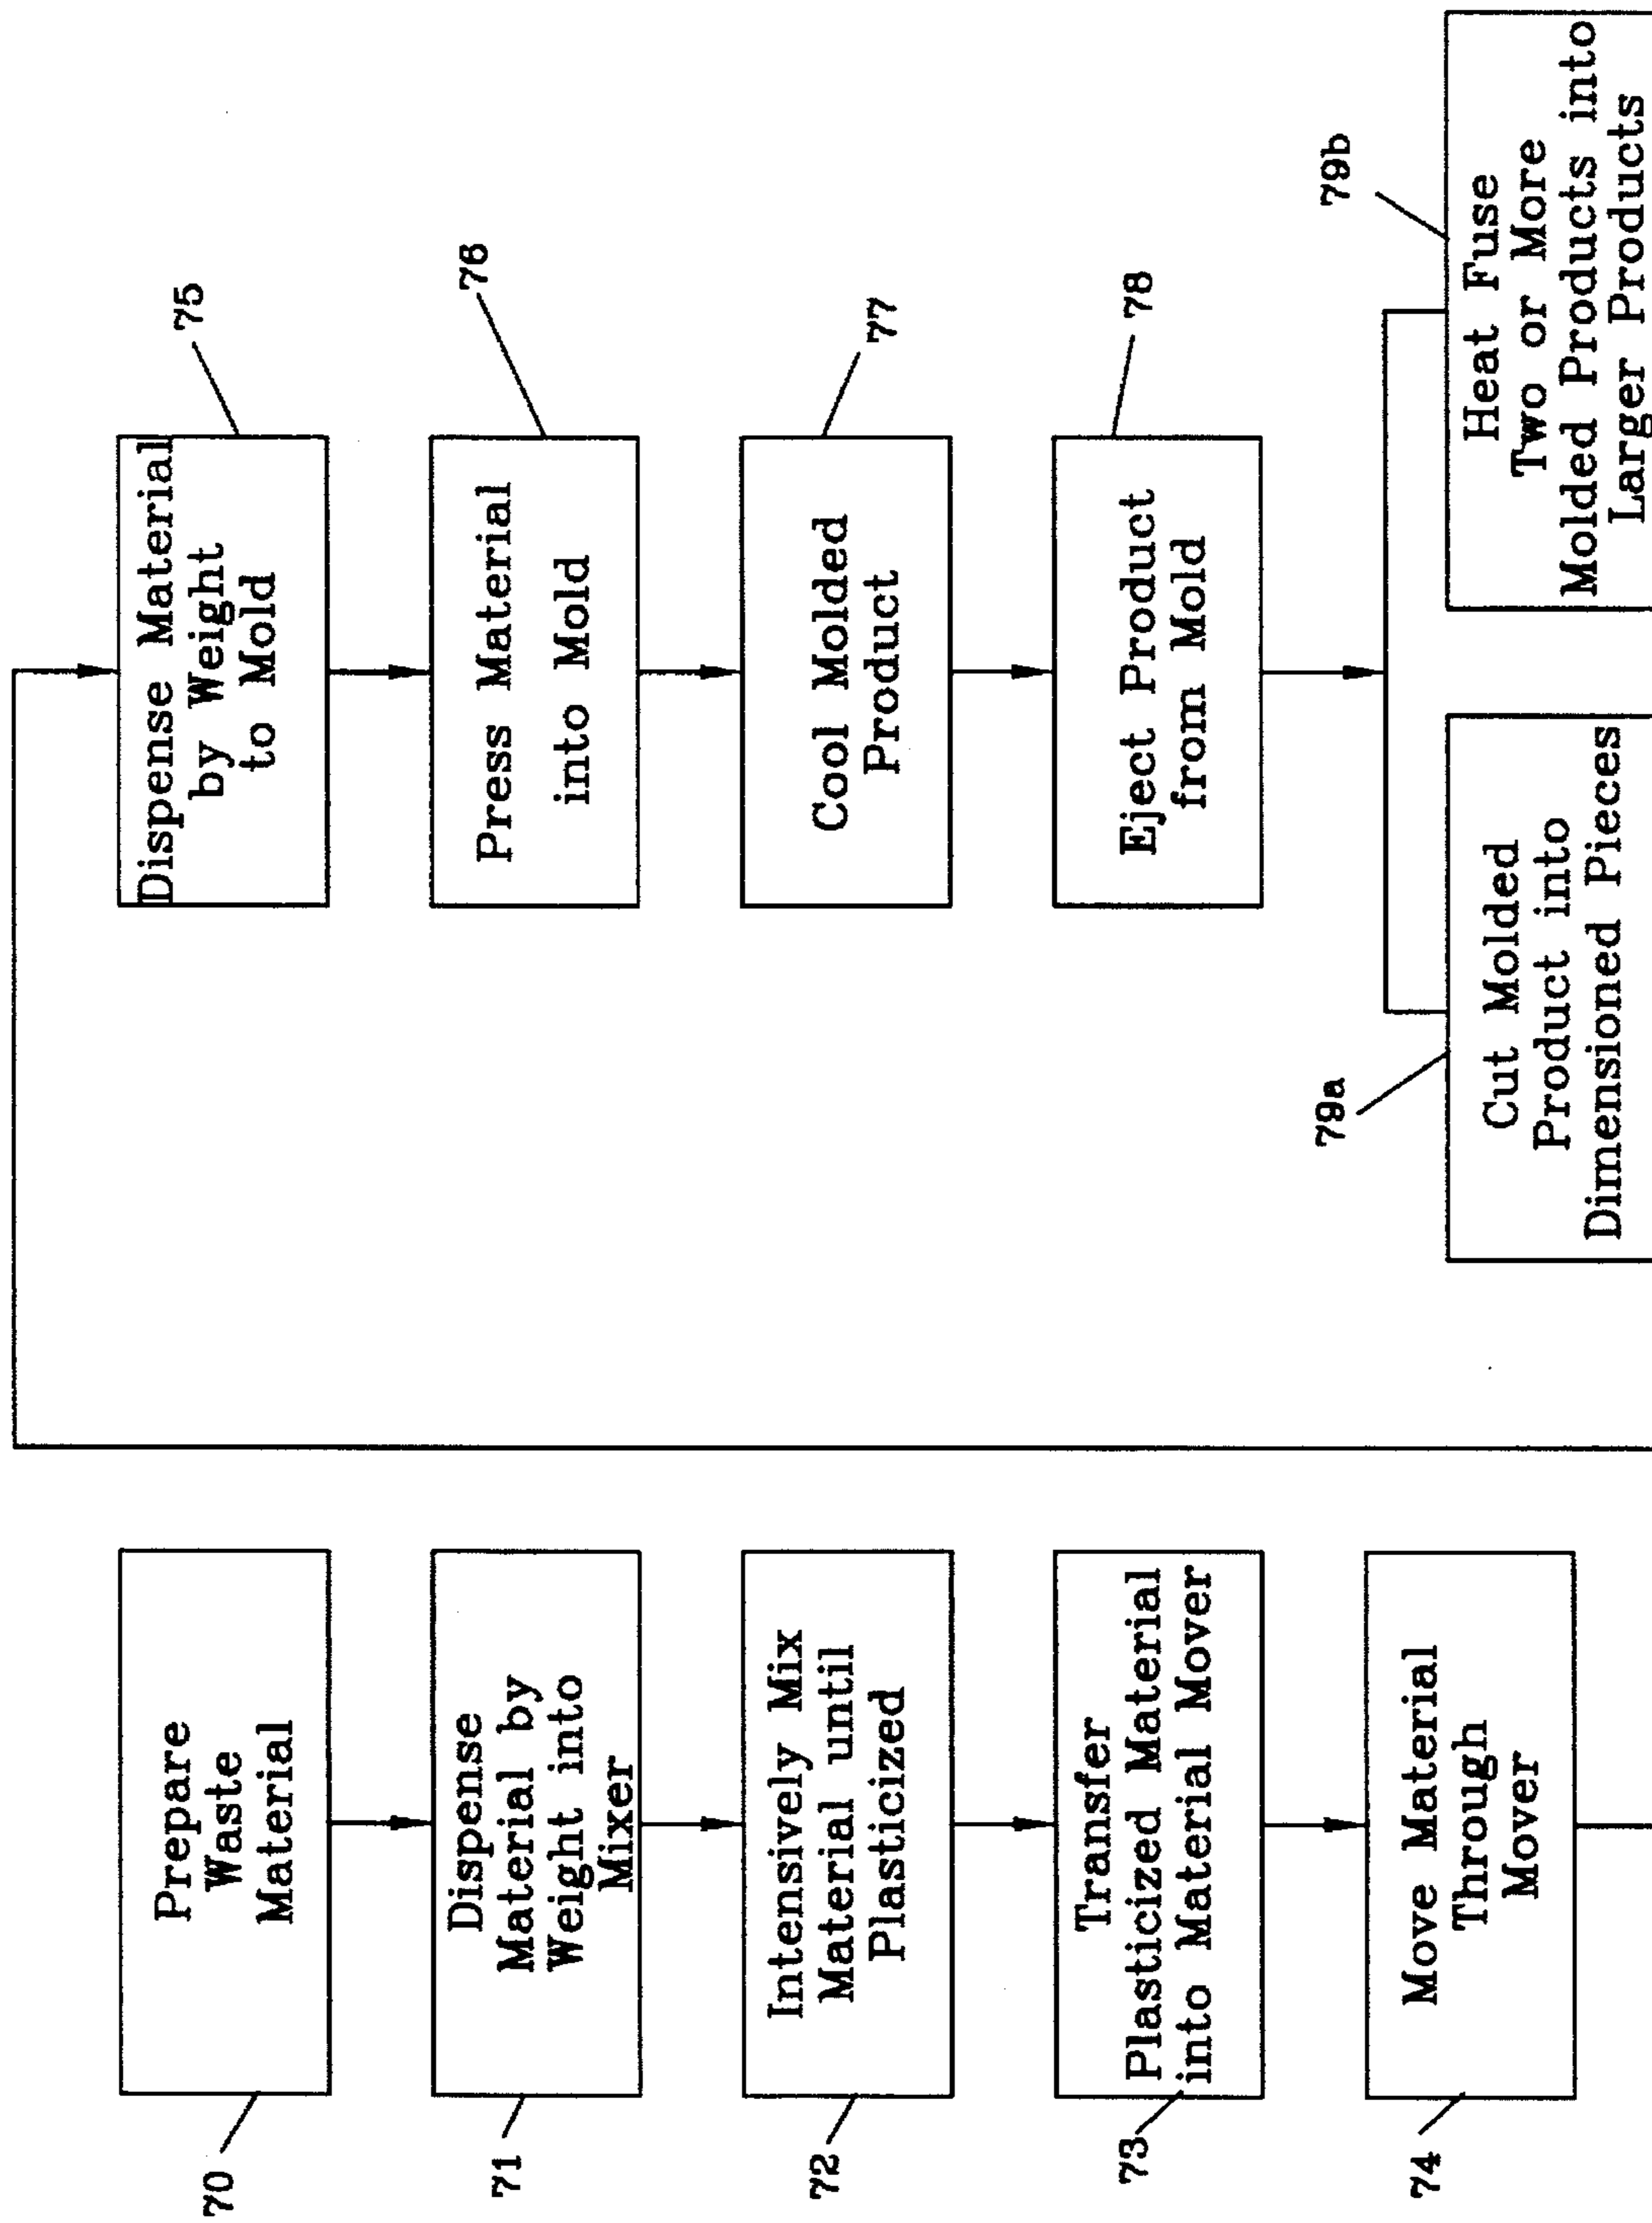 70
Prepare
Waste
Material
71
Dispense
Material by
Weight into
Mixer
72
Intensively Mix
Material until
Plasticized
73
Transfer
Plasticized Material
into Material Mover
74
Move Material
Through
Mover
75
Dispense Material
by Weight
to Mold
76
Press Material
into Mold
77
Cool Molded
Product
78
Eject Product
from Mold
79a
Cut Molded
Product into
Dimensioned Pieces
79b
Heat Fuse
Two or More
Molded Products into
Larger Products